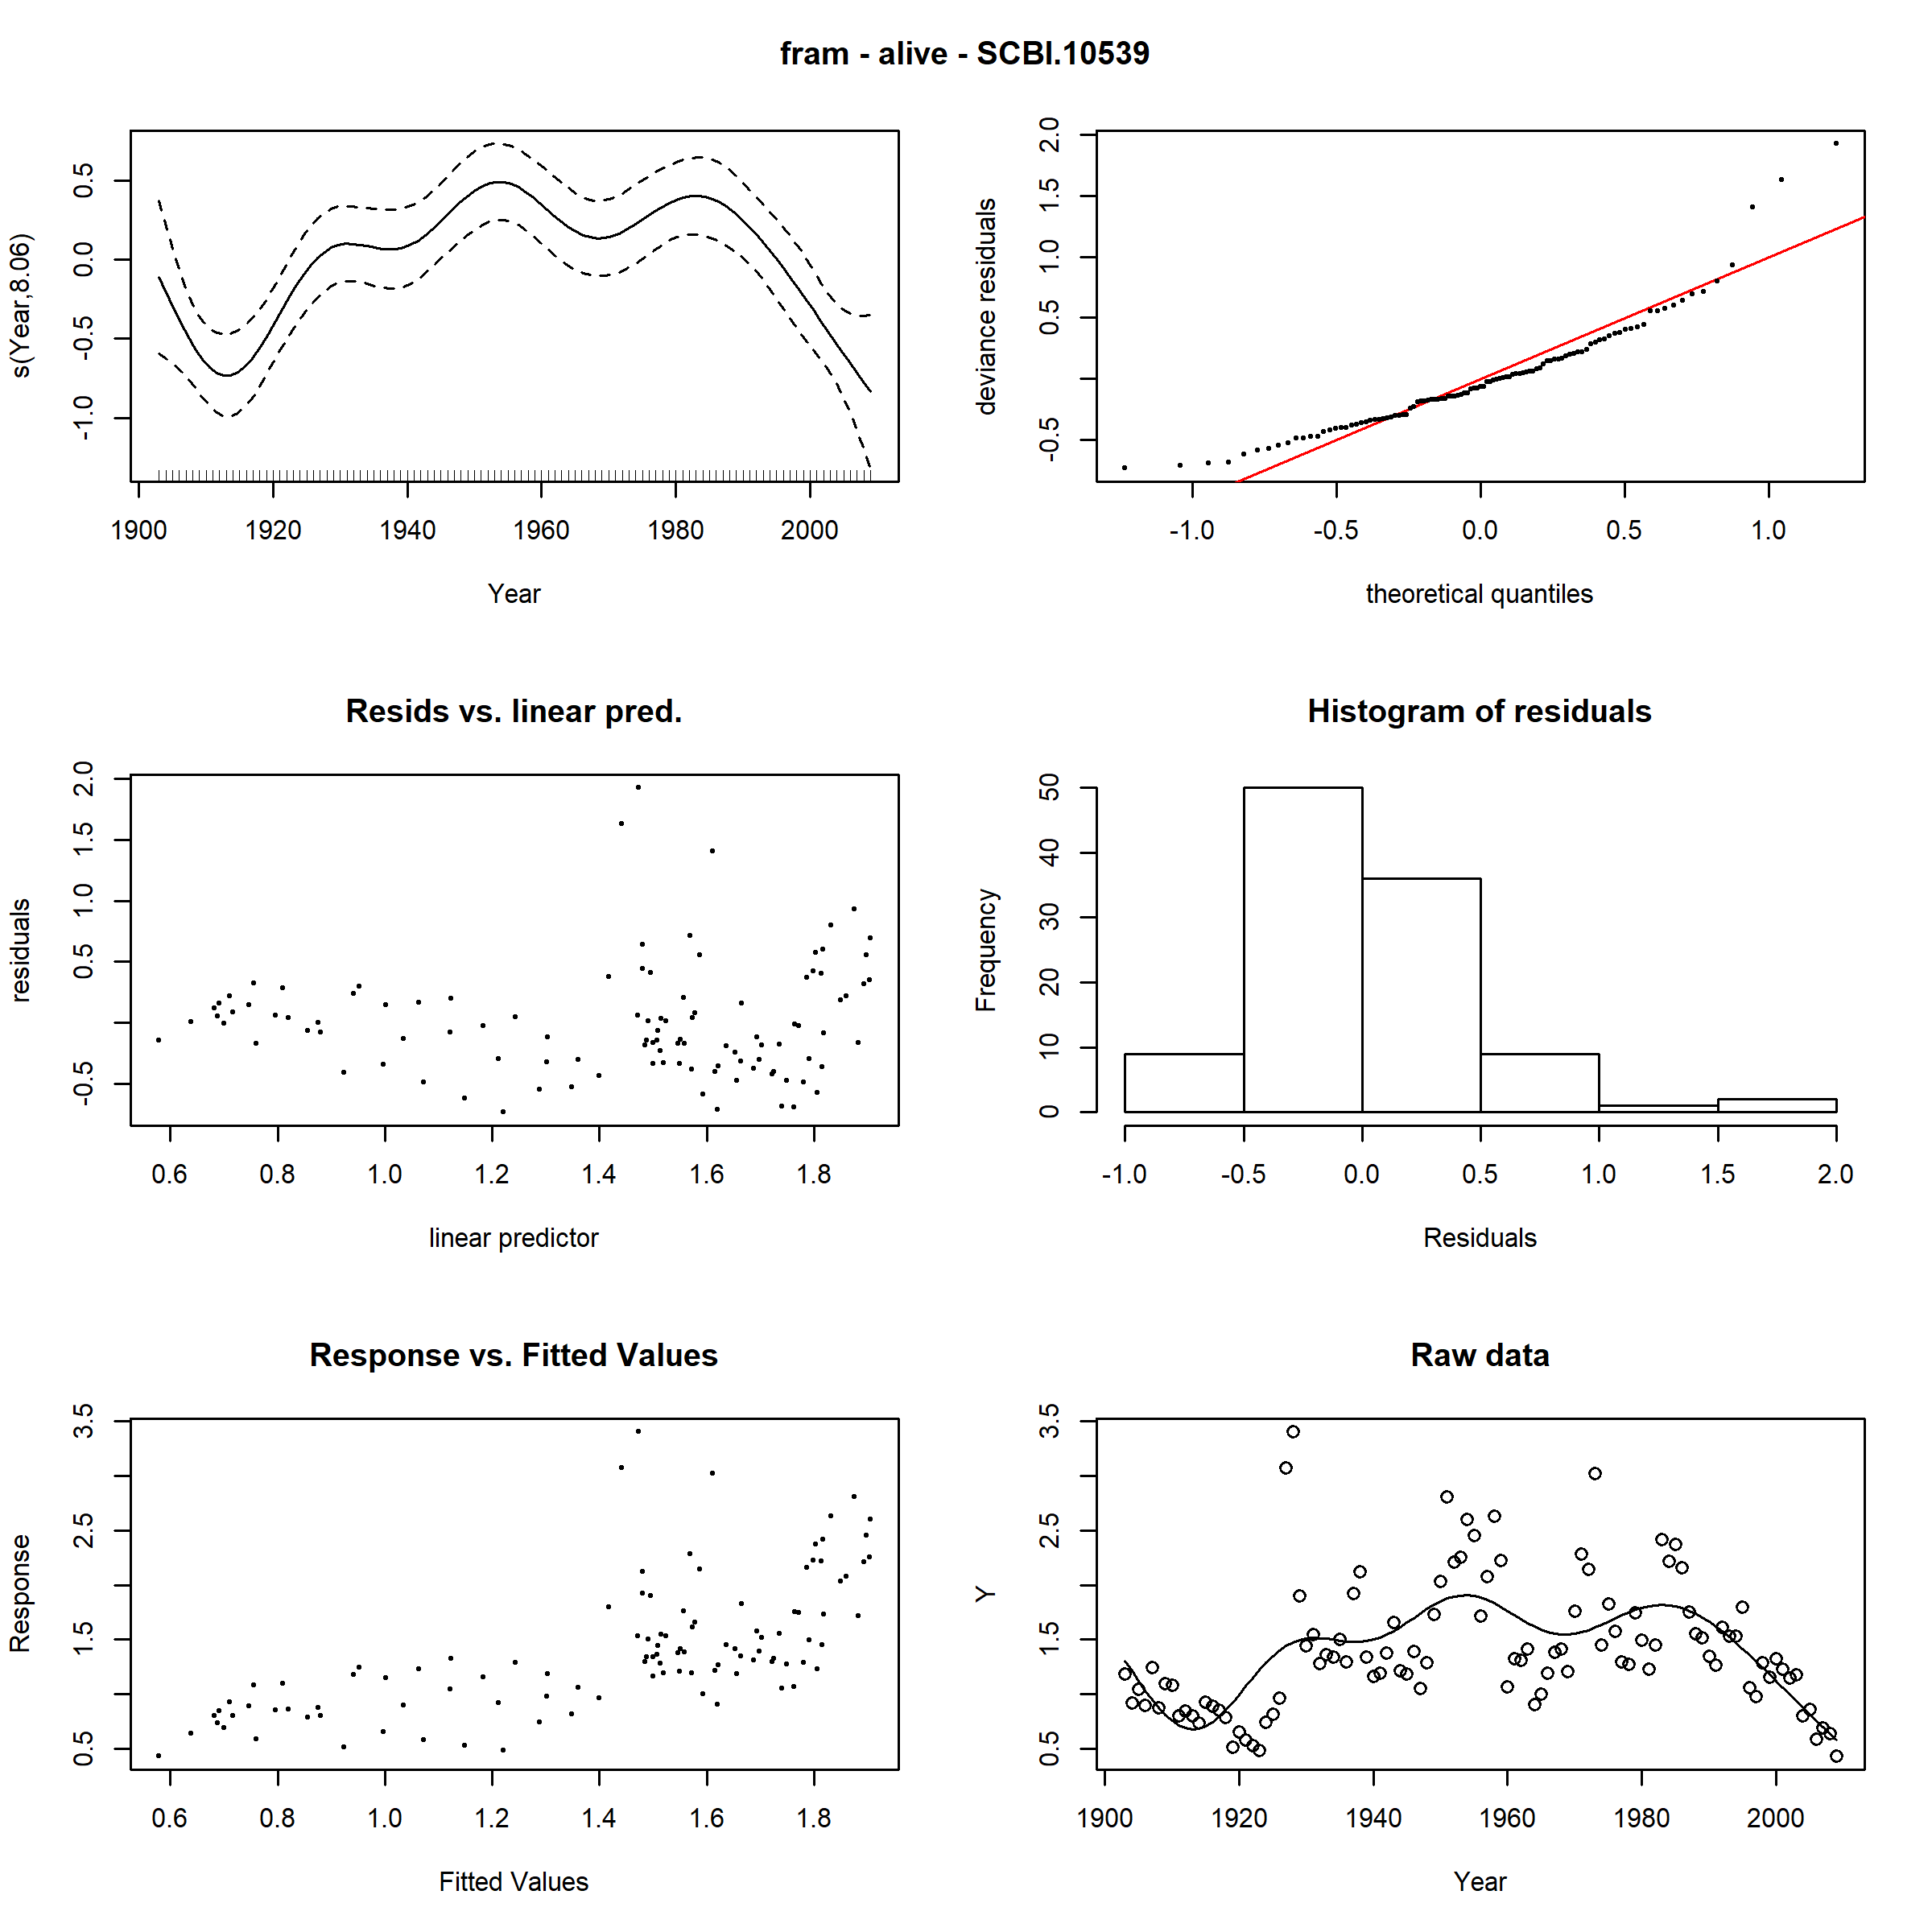 fram - alive - SCBI.10539
s(Year,8.06)
0.5
0.0
-0.5
-1.0
1900 1920 1940 1960 1980 2000
Year
deviance residuals
2.0
1.5
1.0
0.5
-0.5
-1.0 -0.5 0.0 0.5 1.0
theoretical quantiles
Resids vs. linear pred.
residuals
2.0
1.5
1.0
0.5
-0.5
0.6 0.8 1.0 1.2 1.4 1.6 1.8
linear predictor
Histogram of residuals
Frequency
50
40
30
20
10
0
-1.0 -0.5 0.0 0.5 1.0 1.5 2.0
Residuals
Response vs. Fitted Values
Response
3.5
2.5
1.5
0.5
0.6 0.8 1.0 1.2 1.4 1.6 1.8
Fitted Values
Raw data
Y
3.5
2.5
1.5
0.5
1900 1920 1940 1960 1980 2000
Year